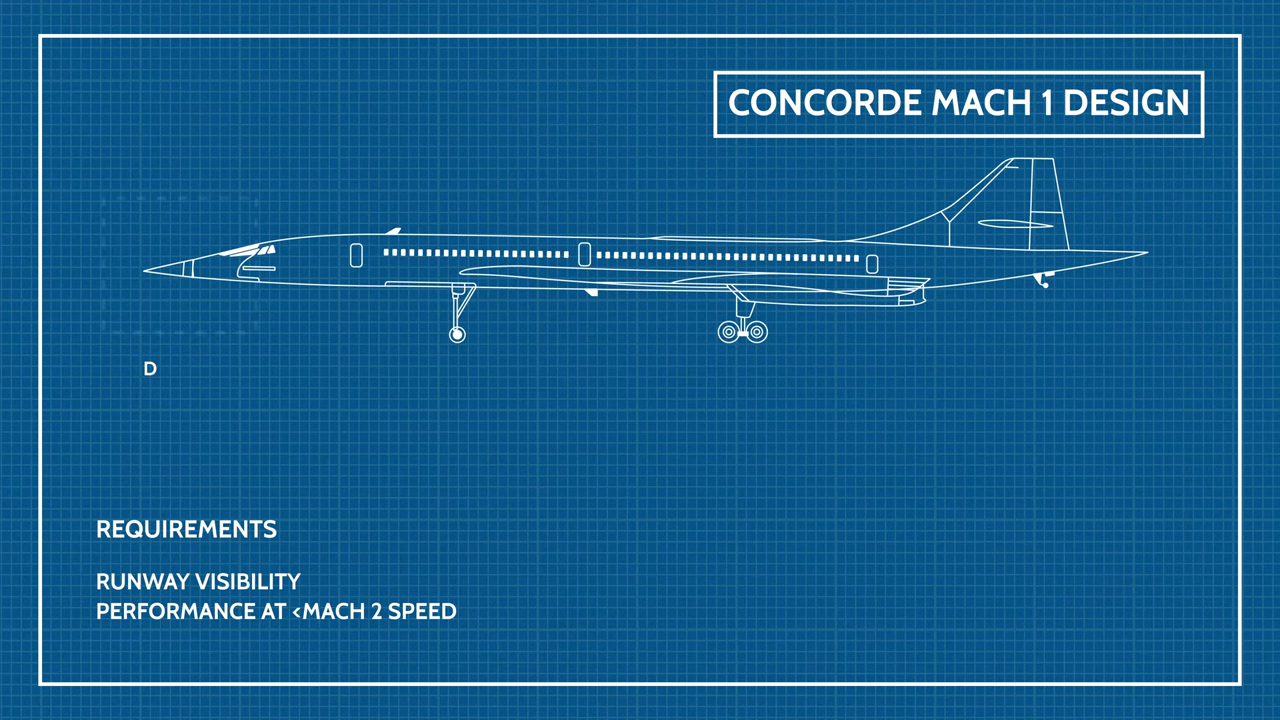 CONCORDE MACH 1 DESIGN
D
REQUIREMENTS
RUNWAY VISIBILITY
PERFORMANCE AT <MACH 2 SPEED